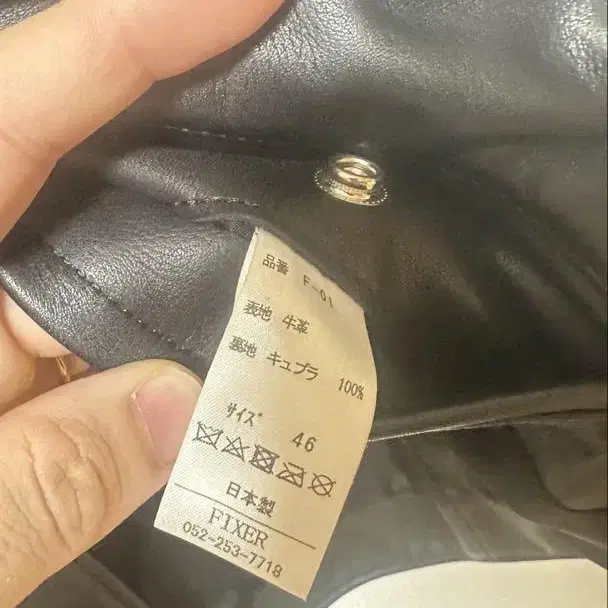 品番 F-01
表地 牛革
裏地 キュプラ 100%
サイズ 46
日本製
FIXER
052-253-7718